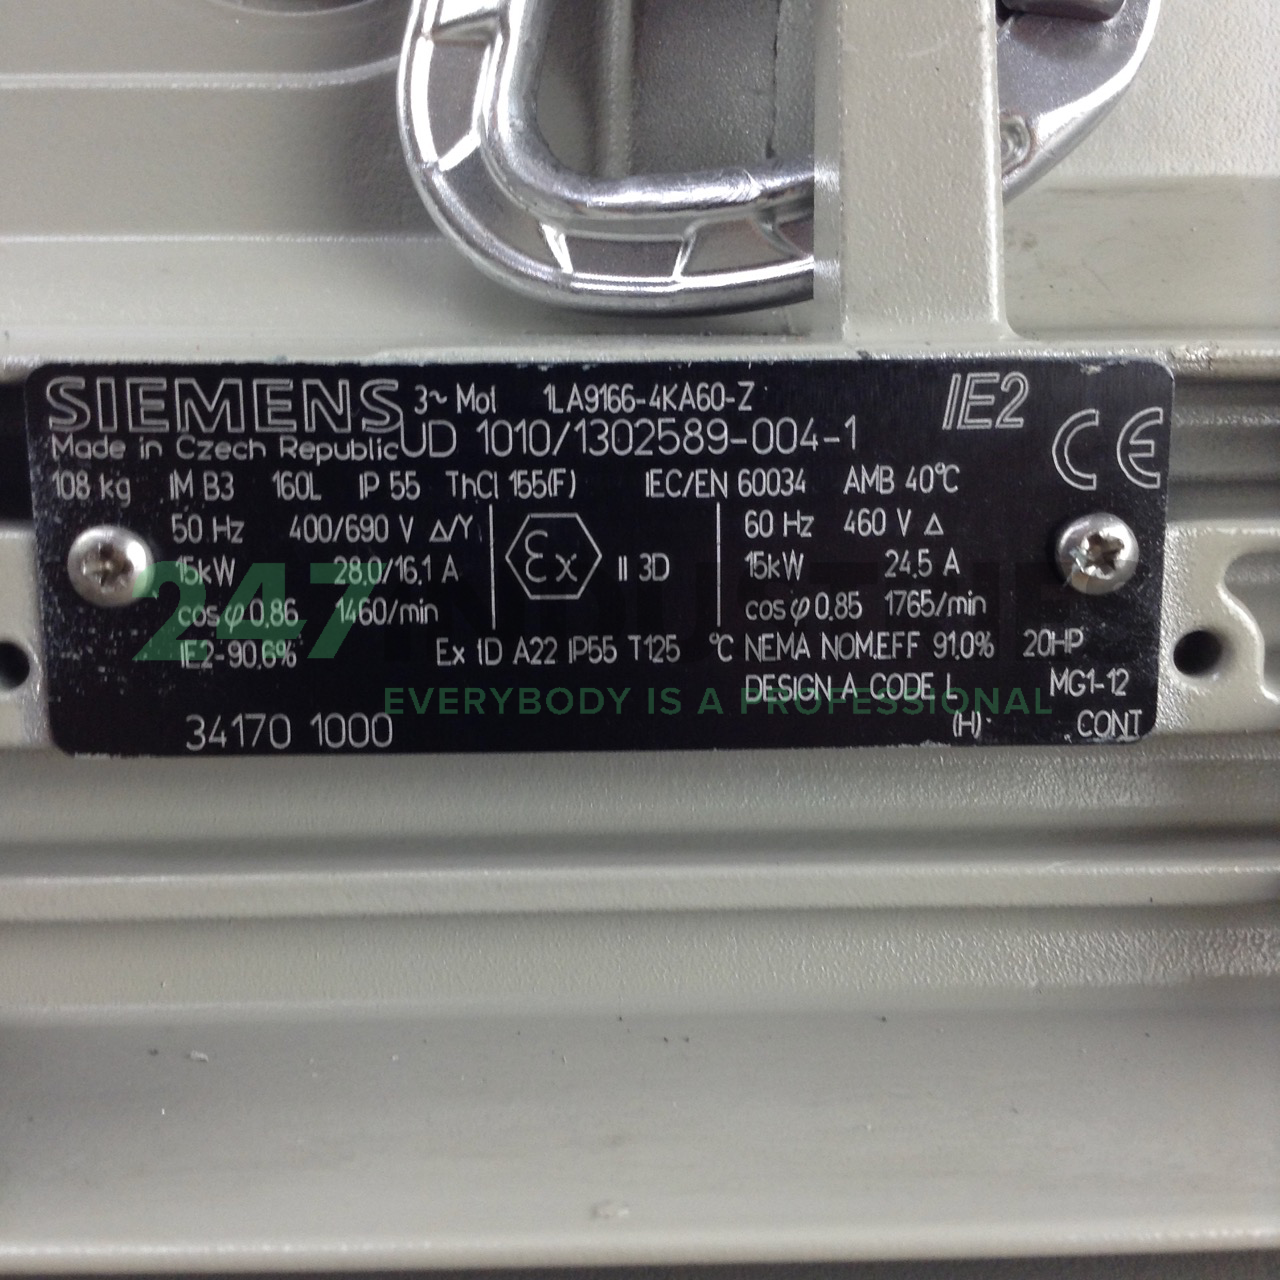 SIEMENS 3~ Mot 1LA9166-4KA60-Z IE2
Made in Czech Republic UD 1010/1302589-004-1 CE
108 kg IM B3 160L IP 55 ThCl 155(F) IEC/EN 60034 AMB 40°C
50 Hz 400/690 V Δ/Y εx 60 Hz 460 V Δ
15kW 28,0/16,1 A II 3D 15kW 24.5 A
cos φ 0,86 1460/min cos φ 0,85 1765/min
IE2-90,6% Ex tD A22 IP55 T125 °C NEMA NOM.EFF 91,0% 20HP
DESIGN A CODE L MG1-12
34170 1000 (H) CONT
247 INDUSTRY
EVERYBODY IS A PROFESSIONAL